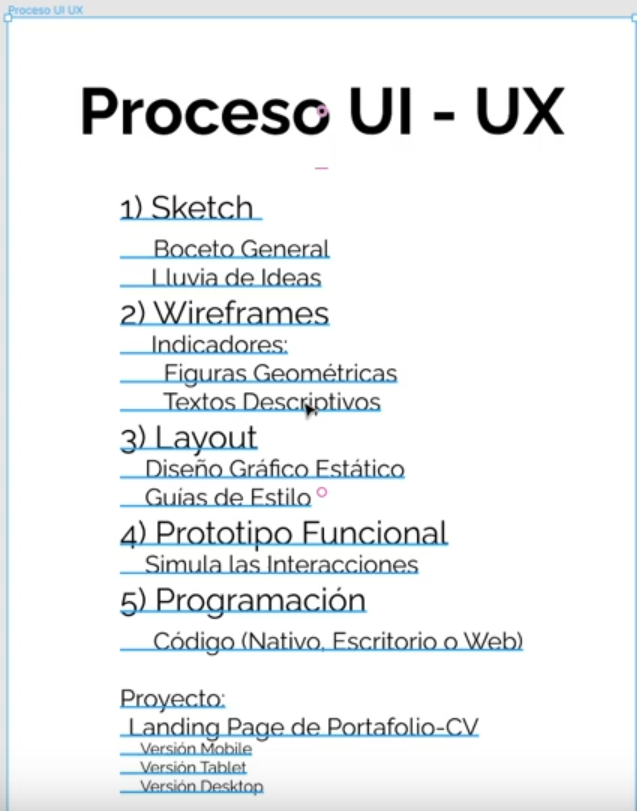 Proceso UI UX
Proceso UI - UX
1) Sketch
Boceto General
Lluvia de Ideas
2) Wireframes
Indicadores:
Figuras Geométricas
Textos Descriptivos
3) Layout
Diseño Gráfico Estático
Guías de Estilo
4) Prototipo Funcional
Simula las Interacciones
5) Programación
Código (Nativo, Escritorio o Web)
Proyecto:
Landing Page de Portafolio-CV
Versión Mobile
Versión Tablet
Versión Desktop